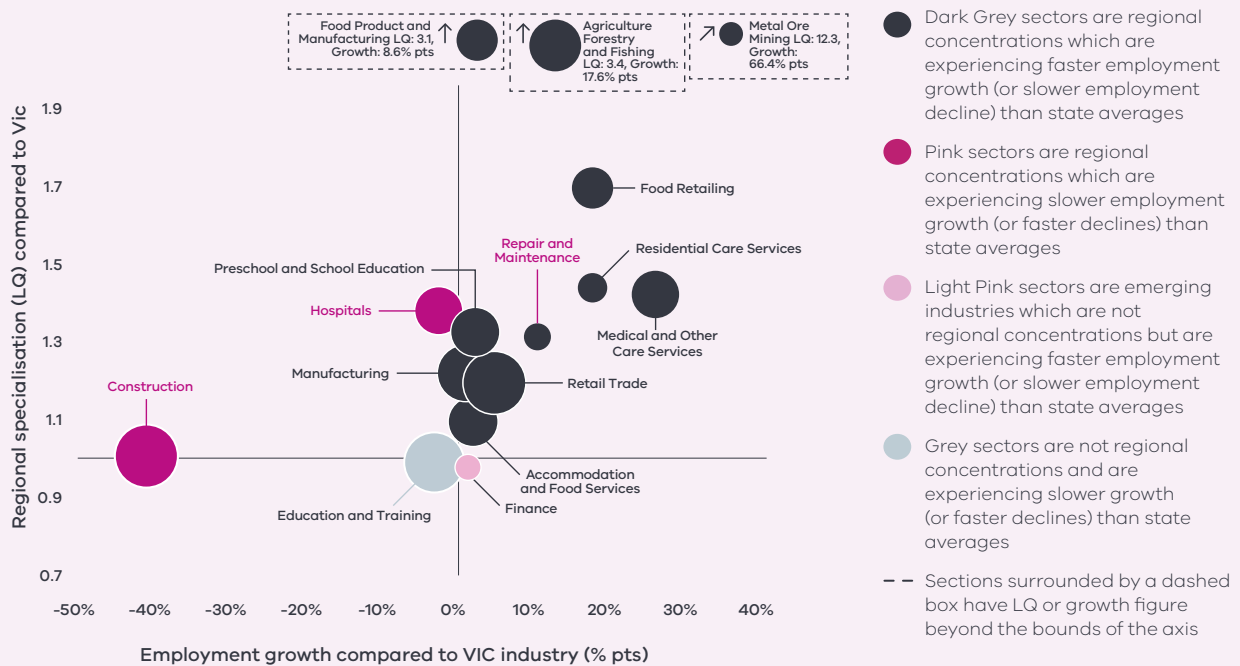 Food Product and
Manufacturing LQ: 3.1,
Growth: 8.6% pts
Agriculture
Forestry
and Fishing
LQ: 3.4, Growth:
17.6% pts
Metal Ore
Mining LQ: 12.3,
Growth:
66.4% pts
Regional specialisation (LQ) compared to Vic
1.9
1.7
1.5
1.3
1.1
0.9
0.7
Food Retailing
Repair and
Maintenance
Residential Care Services
Preschool and School Education
Hospitals
Medical and Other
Care Services
Manufacturing
Retail Trade
Construction
Accommodation
and Food Services
Finance
Education and Training
-50%
-40%
-30%
-20%
-10%
0%
10%
20%
30%
40%
Employment growth compared to VIC industry (% pts)
Dark Grey sectors are regional
concentrations which are
experiencing faster employment
growth (or slower employment
decline) than state averages
Pink sectors are regional
concentrations which are
experiencing slower employment
growth (or faster declines) than
state averages
Light Pink sectors are emerging
industries which are not
regional concentrations but are
experiencing faster employment
growth (or slower employment
decline) than state averages
Grey sectors are not regional
concentrations and are
experiencing slower growth
(or faster declines) than state
averages
Sections surrounded by a dashed
box have LQ or growth figure
beyond the bounds of the axis